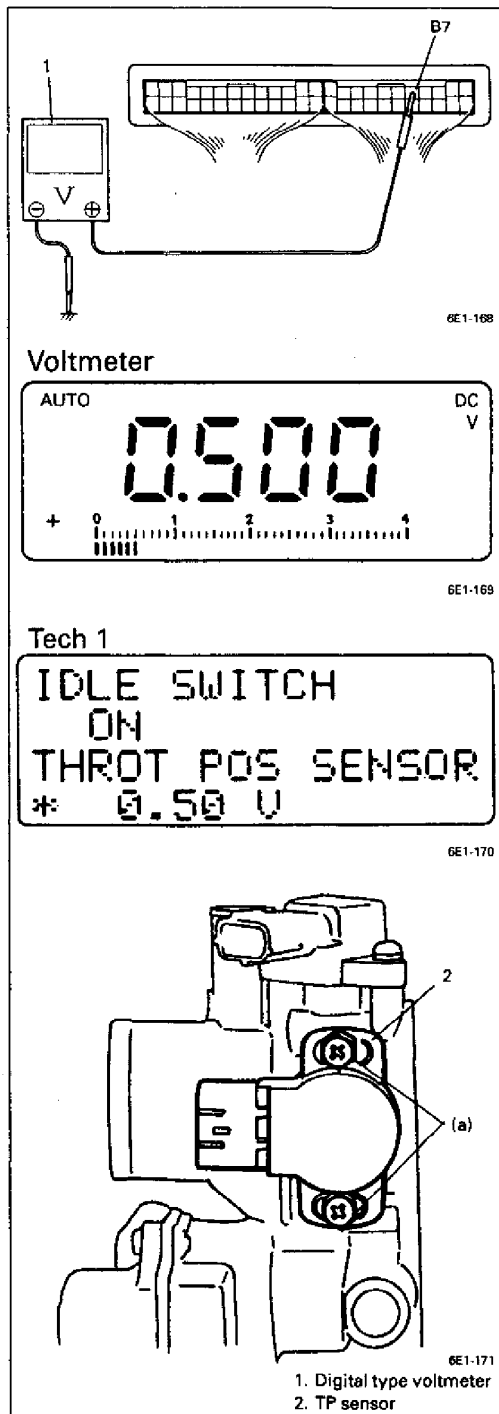 B7
1
V
⊖ ⊕
6E1-168
Voltmeter
AUTO DC
V
0.500
+ 0 1 2 3 4
6E1-169
Tech 1
IDLE SWITCH
ON
THROT POS SENSOR
* 0.50 V
6E1-170
2
(a)
6E1-171
1. Digital type voltmeter
2. TP sensor